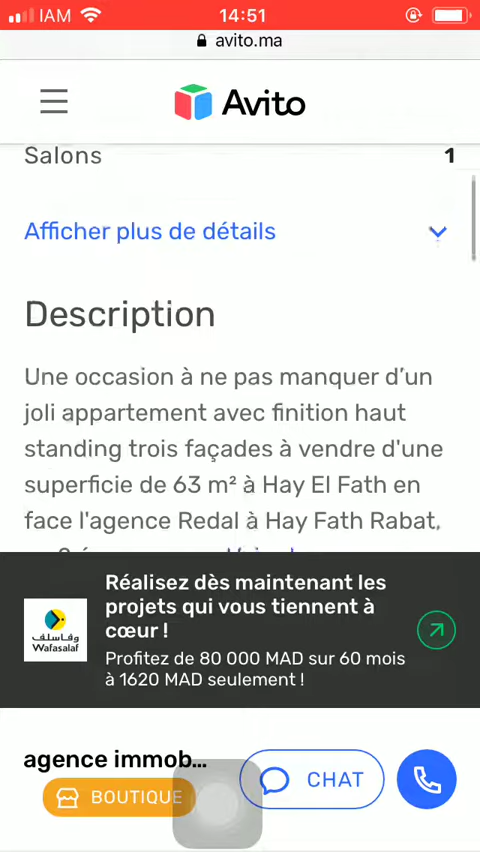 IAM
14:51
avito.ma
Avito
Salons 1
Afficher plus de détails
Description
Une occasion à ne pas manquer d’un
joli appartement avec finition haut
standing trois façades à vendre d'une
superficie de 63 m² à Hay El Fath en
face l'agence Redal à Hay Fath Rabat,
Réalisez dès maintenant les
projets qui vous tiennent à
cœur !
وفاسلف
Wafasalaf
Profitez de 80 000 MAD sur 60 mois
à 1620 MAD seulement !
agence immob...
BOUTIQUE
CHAT